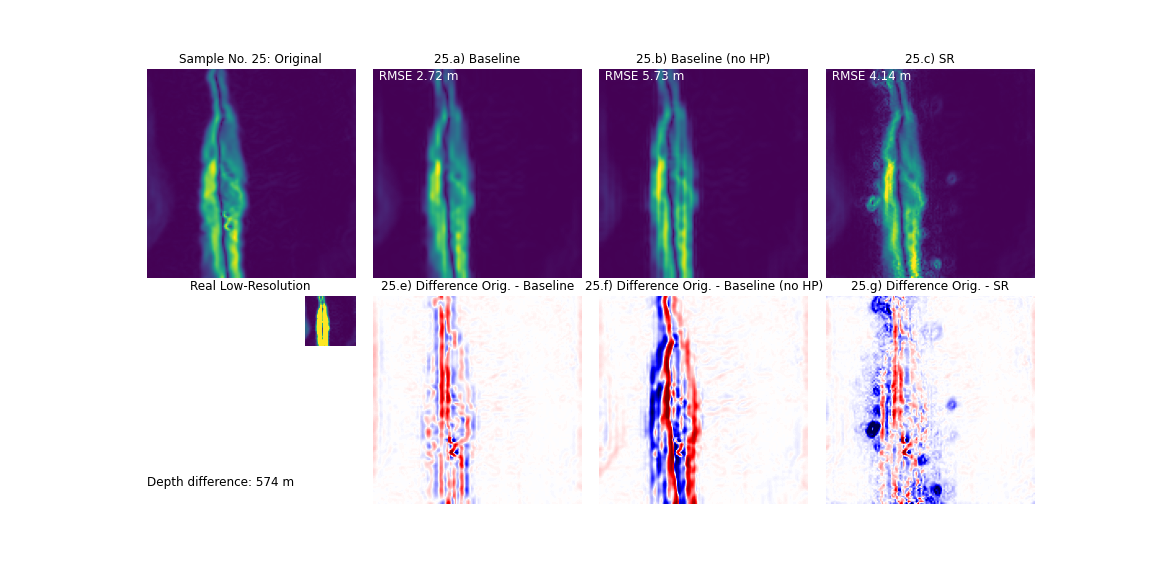 Sample No. 25: Original
25.a) Baseline
25.b) Baseline (no HP)
25.c) SR
RMSE 2.72 m
RMSE 5.73 m
RMSE 4.14 m
Real Low-Resolution
25.e) Difference Orig. - Baseline
25.f) Difference Orig. - Baseline (no HP)
25.g) Difference Orig. - SR
Depth difference: 574 m